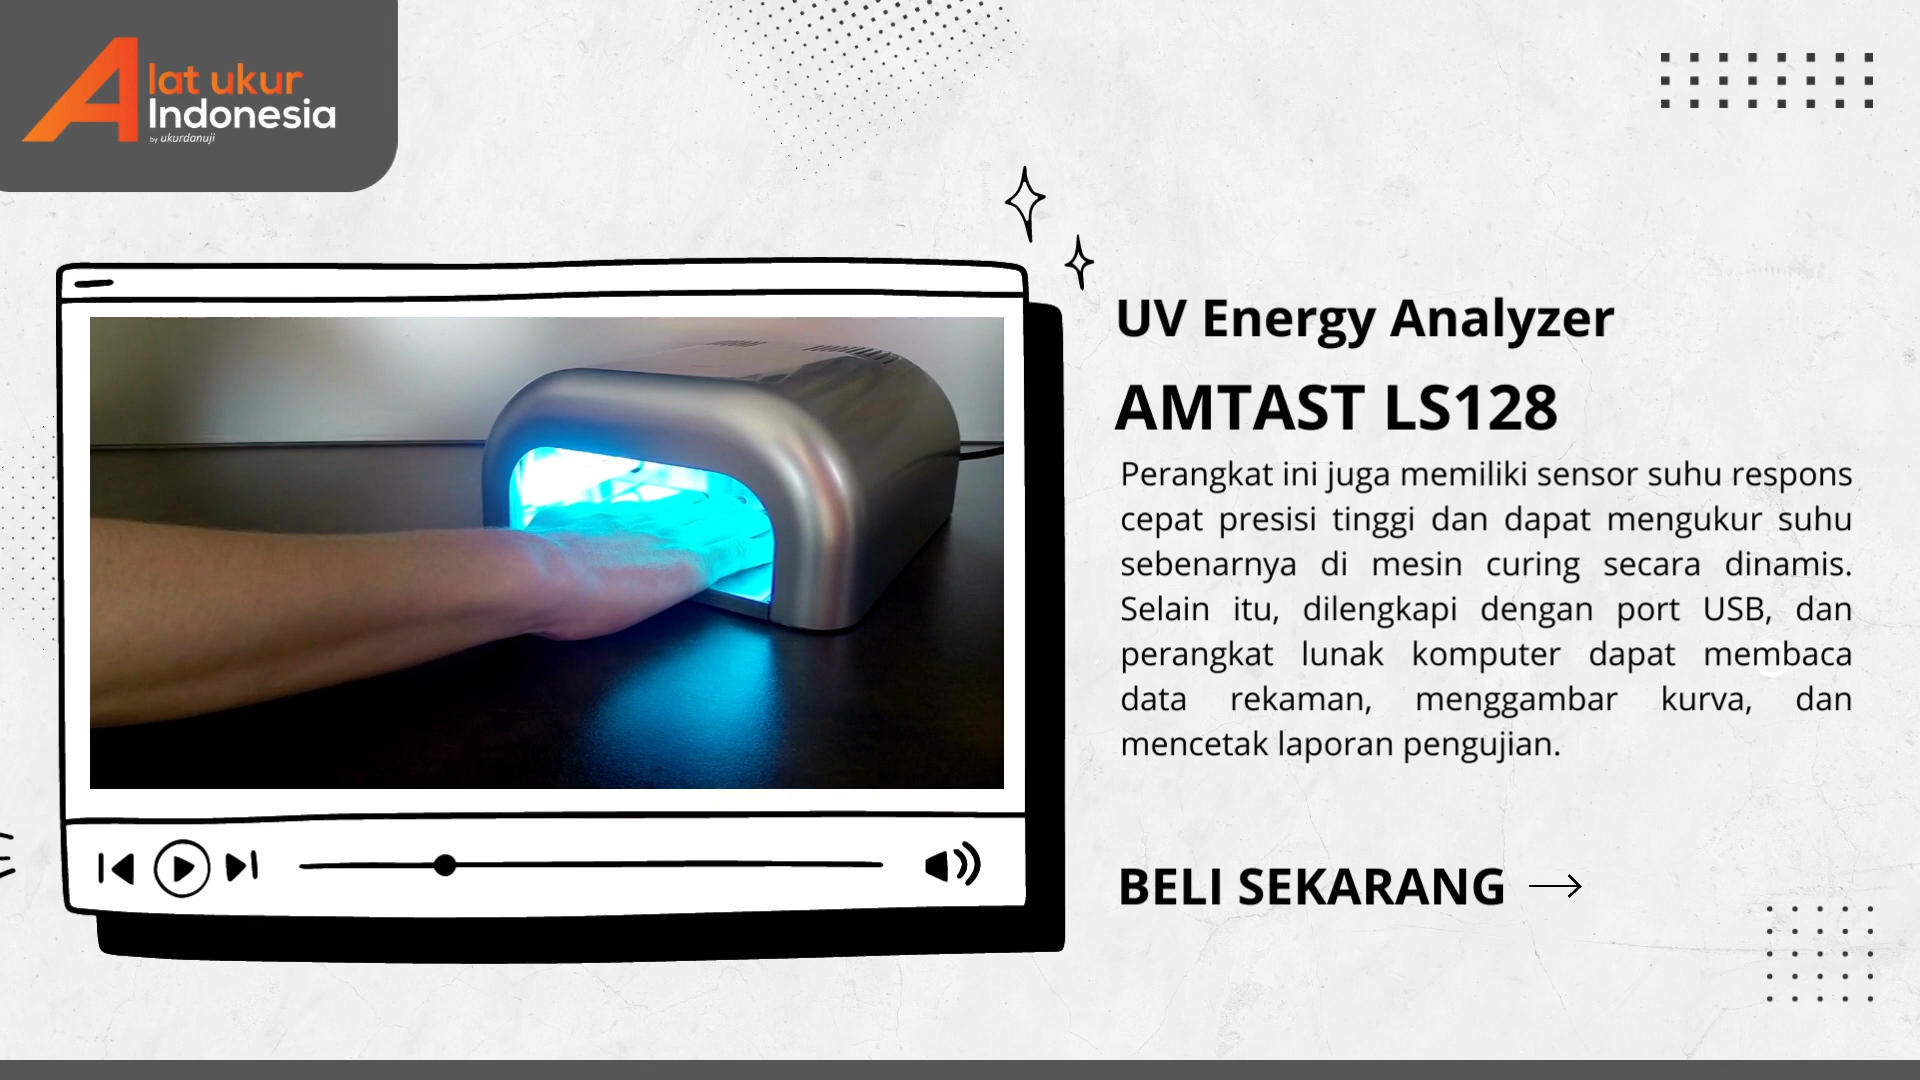 Alat ukur
Indonesia
by ukurdanuji
UV Energy Analyzer
AMTAST LS128
Perangkat ini juga memiliki sensor suhu respons
cepat presisi tinggi dan dapat mengukur suhu
sebenarnya di mesin curing secara dinamis.
Selain itu, dilengkapi dengan port USB, dan
perangkat lunak komputer dapat membaca
data rekaman, menggambar kurva, dan
mencetak laporan pengujian.
BELI SEKARANG